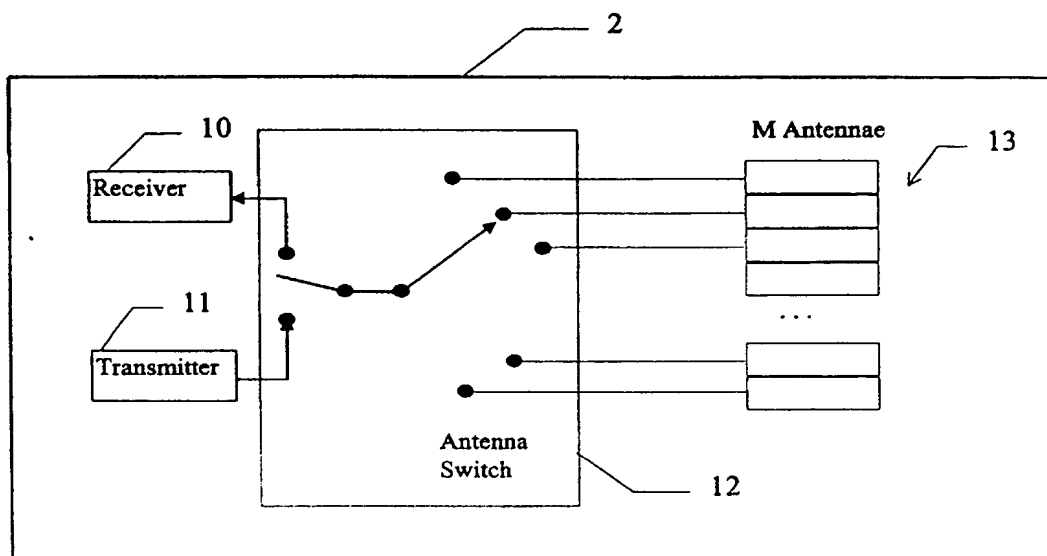 2
10
Receiver
M Antennae
13
11
Transmitter
...
Antenna
Switch
12